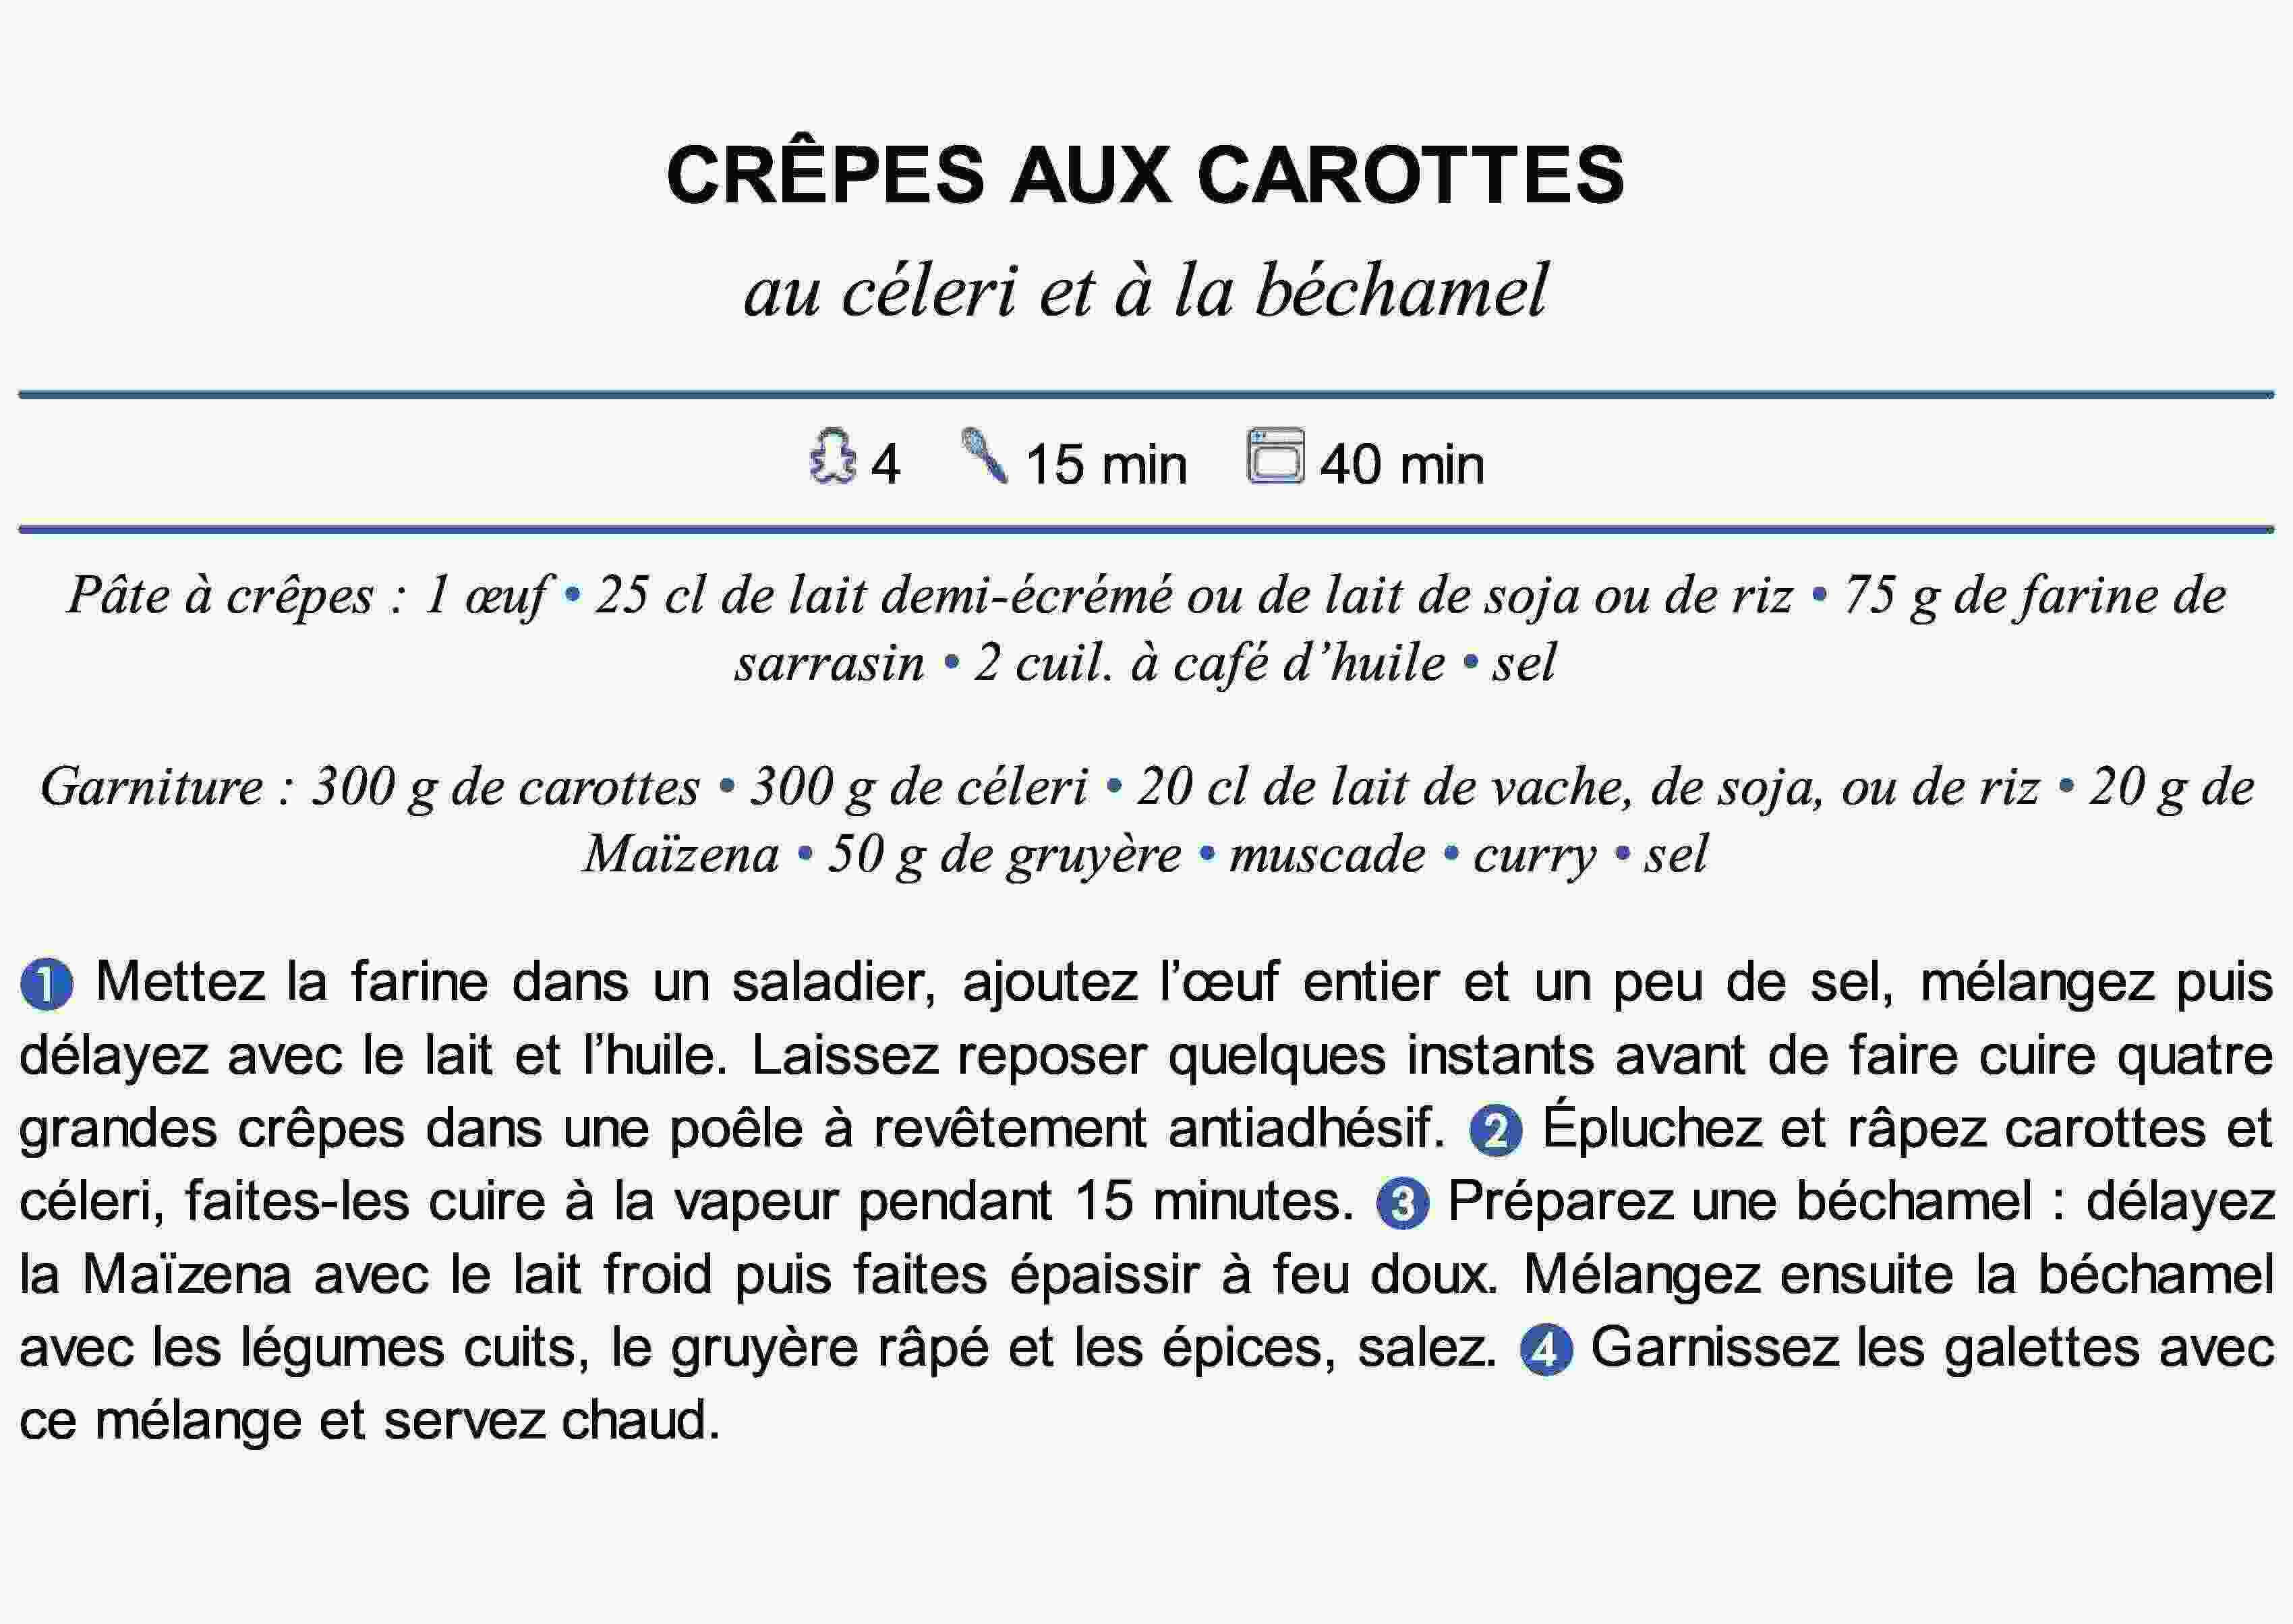 CRÊPES AUX CAROTTES
au céleri et à la béchamel
4 15 min 40 min
Pâte à crêpes : 1 œuf • 25 cl de lait demi-écrémé ou de lait de soja ou de riz • 75 g de farine de
sarrasin • 2 cuil. à café d’huile • sel
Garniture : 300 g de carottes • 300 g de céleri • 20 cl de lait de vache, de soja, ou de riz • 20 g de
Maïzena • 50 g de gruyère • muscade • curry • sel
1 Mettez la farine dans un saladier, ajoutez l’œuf entier et un peu de sel, mélangez puis
délayez avec le lait et l’huile. Laissez reposer quelques instants avant de faire cuire quatre
grandes crêpes dans une poêle à revêtement antiadhésif. 2 Épluchez et râpez carottes et
céleri, faites-les cuire à la vapeur pendant 15 minutes. 3 Préparez une béchamel : délayez
la Maïzena avec le lait froid puis faites épaissir à feu doux. Mélangez ensuite la béchamel
avec les légumes cuits, le gruyère râpé et les épices, salez. 4 Garnissez les galettes avec
ce mélange et servez chaud.